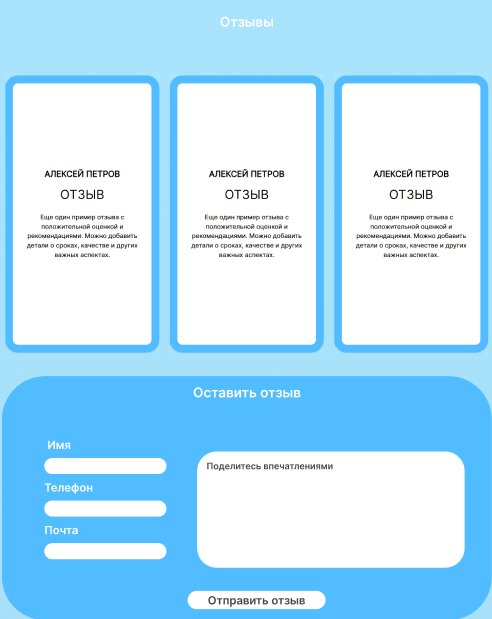 Отзывы
АЛЕКСЕЙ ПЕТРОВ
ОТЗЫВ
Еще один пример отзыва с
положительной оценкой и
рекомендациями. Можно добавить
детали о сроках, качестве и других
важных аспектах.
АЛЕКСЕЙ ПЕТРОВ
ОТЗЫВ
Еще один пример отзыва с
положительной оценкой и
рекомендациями. Можно добавить
детали о сроках, качестве и других
важных аспектах.
АЛЕКСЕЙ ПЕТРОВ
ОТЗЫВ
Еще один пример отзыва с
положительной оценкой и
рекомендациями. Можно добавить
детали о сроках, качестве и других
важных аспектах.
Оставить отзыв
Имя
Телефон
Почта
Поделитесь впечатлениями
Отправить отзыв